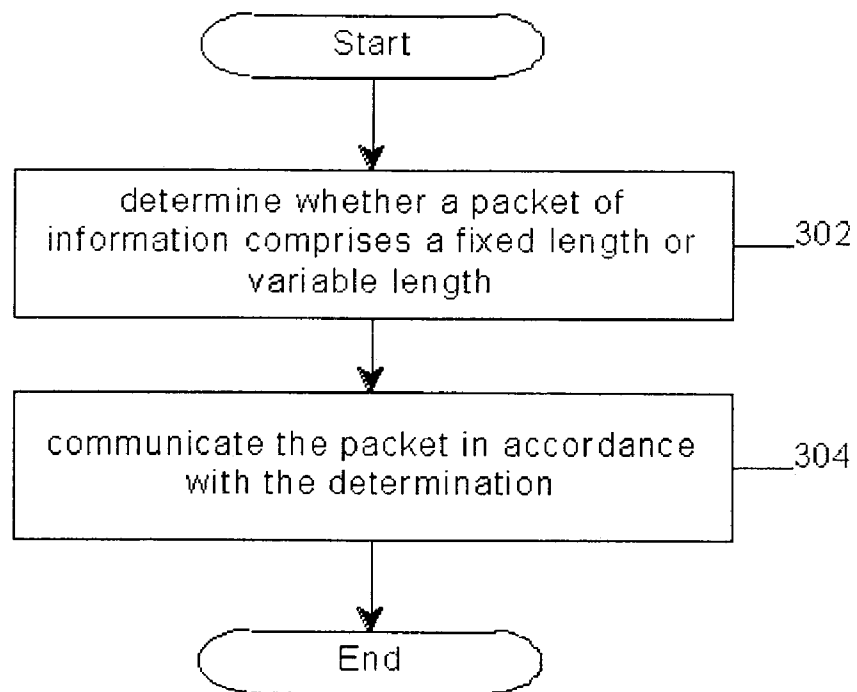 Start
determine whether a packet of
information comprises a fixed length or
variable length
302
communicate the packet in accordance
with the determination
304
End